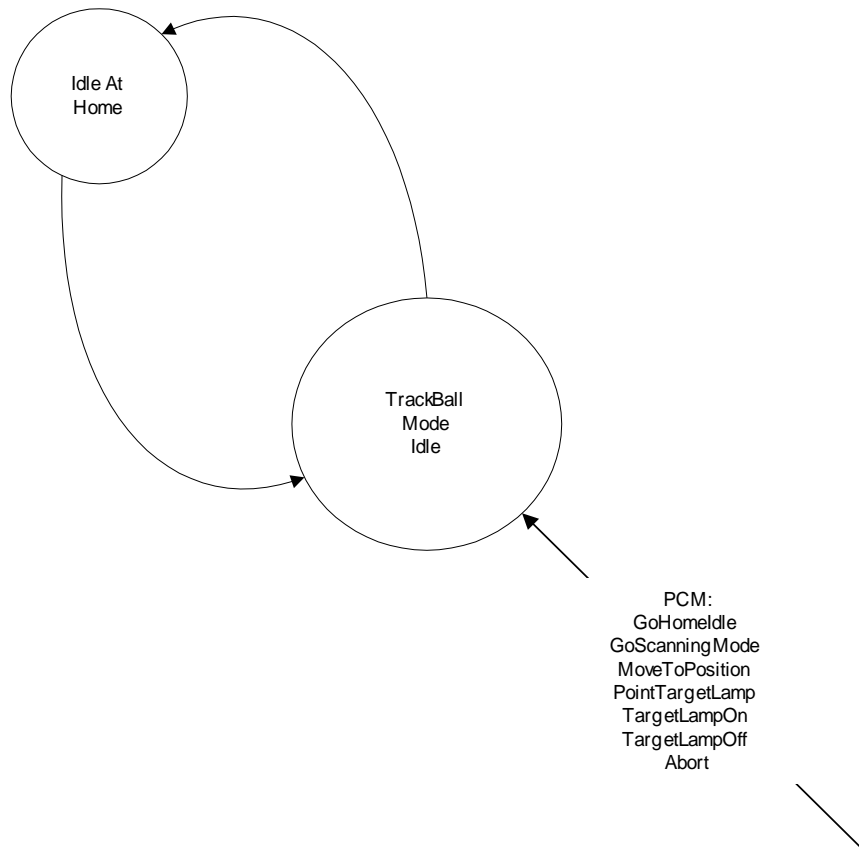 Idle At
Home
TrackBall
Mode
Idle
PCM:
GoHomeIdle
GoScanningMode
MoveToPosition
PointTargetLamp
TargetLampOn
TargetLampOff
Abort